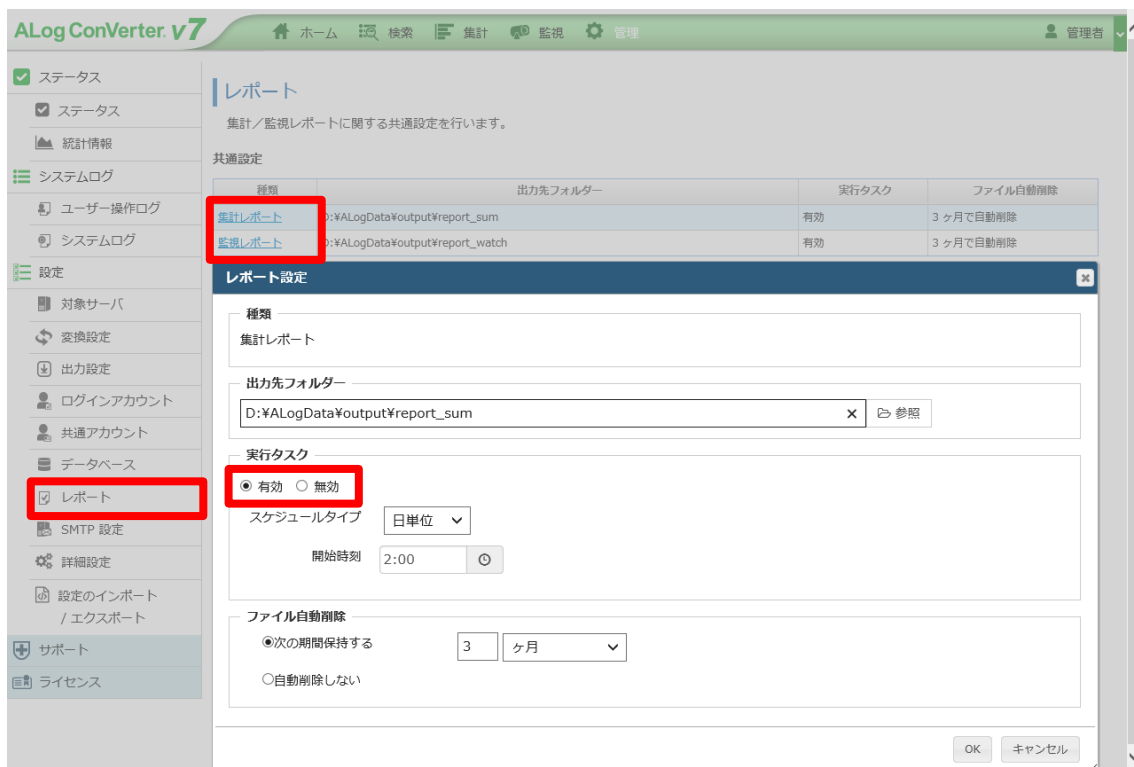 ALog ConVerter. v7 ホーム 検索 集計 監視 管理 管理者
ステータス
ステータス
統計情報
システムログ
ユーザー操作ログ
システムログ
設定
対象サーバ
変換設定
出力設定
ログインアカウント
共通アカウント
データベース
レポート
SMTP 設定
詳細設定
設定のインポート
/ エクスポート
サポート
ライセンス
レポート
集計／監視レポートに関する共通設定を行います。
共通設定
種類 出力先フォルダー 実行タスク ファイル自動削除
集計レポート D:¥ALogData¥output¥report_sum 有効 3 ヶ月で自動削除
監視レポート D:¥ALogData¥output¥report_watch 有効 3 ヶ月で自動削除
レポート設定
種類
集計レポート
出力先フォルダー
D:¥ALogData¥output¥report_sum 参照
実行タスク
有効 無効
スケジュールタイプ 日単位
開始時刻 2:00
ファイル自動削除
次の期間保持する 3 ヶ月
自動削除しない
OK キャンセル